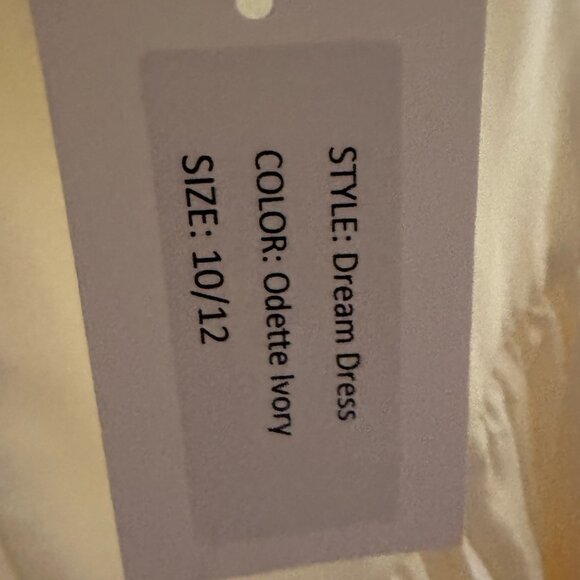 STYLE: Dream Dress
COLOR: Odette Ivory
SIZE: 10/12